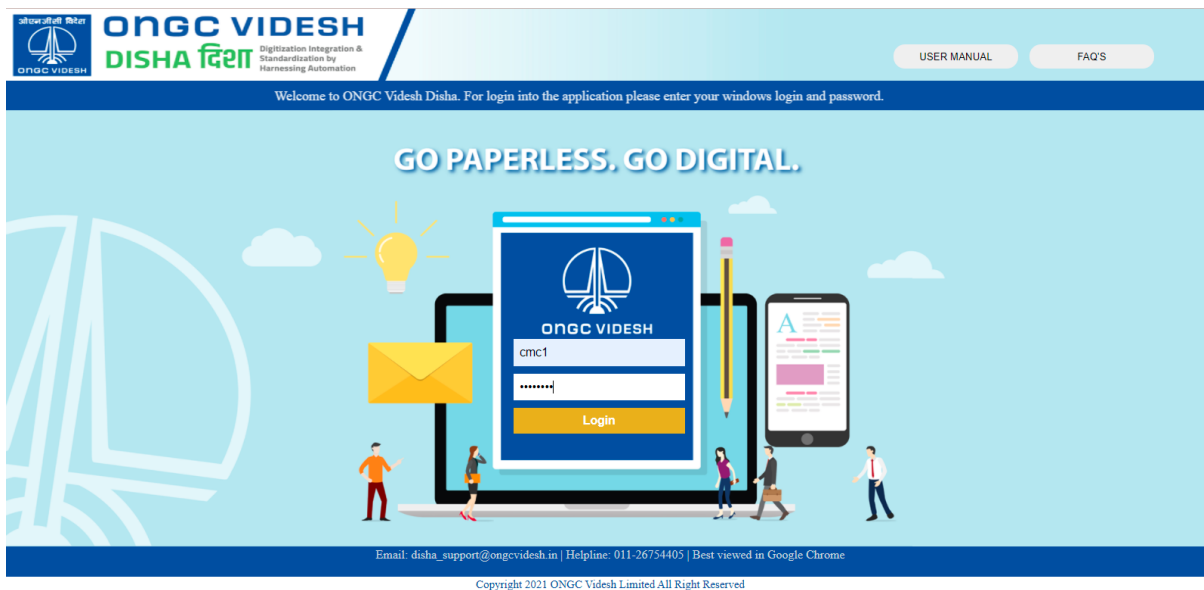 ओएनजीसी विदेश
ONGC VIDESH
ONGC VIDESH
DISHA दिशा
Digitization Integration &
Standardization by
Harnessing Automation
USER MANUAL
FAQ'S
Welcome to ONGC Videsh Disha. For login into the application please enter your windows login and password.
GO PAPERLESS. GO DIGITAL.
ONGC VIDESH
cmc1
••••••••
Login
A
Email: disha_support@ongcvidesh.in | Helpline: 011-26754405 | Best viewed in Google Chrome
Copyright 2021 ONGC Videsh Limited All Right Reserved